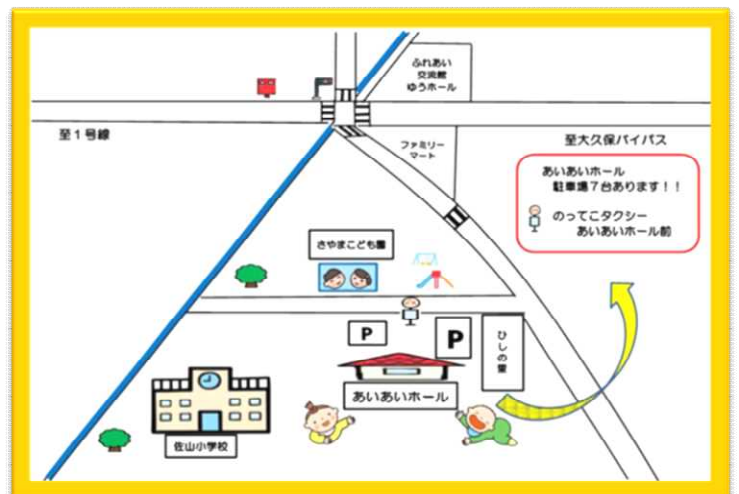 ふれあい
交流館
ゆうホール
至1号線
ファミリー
マート
至大久保バイパス
あいあいホール
駐車場7台あります！！
のってこタクシー
あいあいホール前
さやまこども園
P
P
ひしの里
あいあいホール
佐山小学校